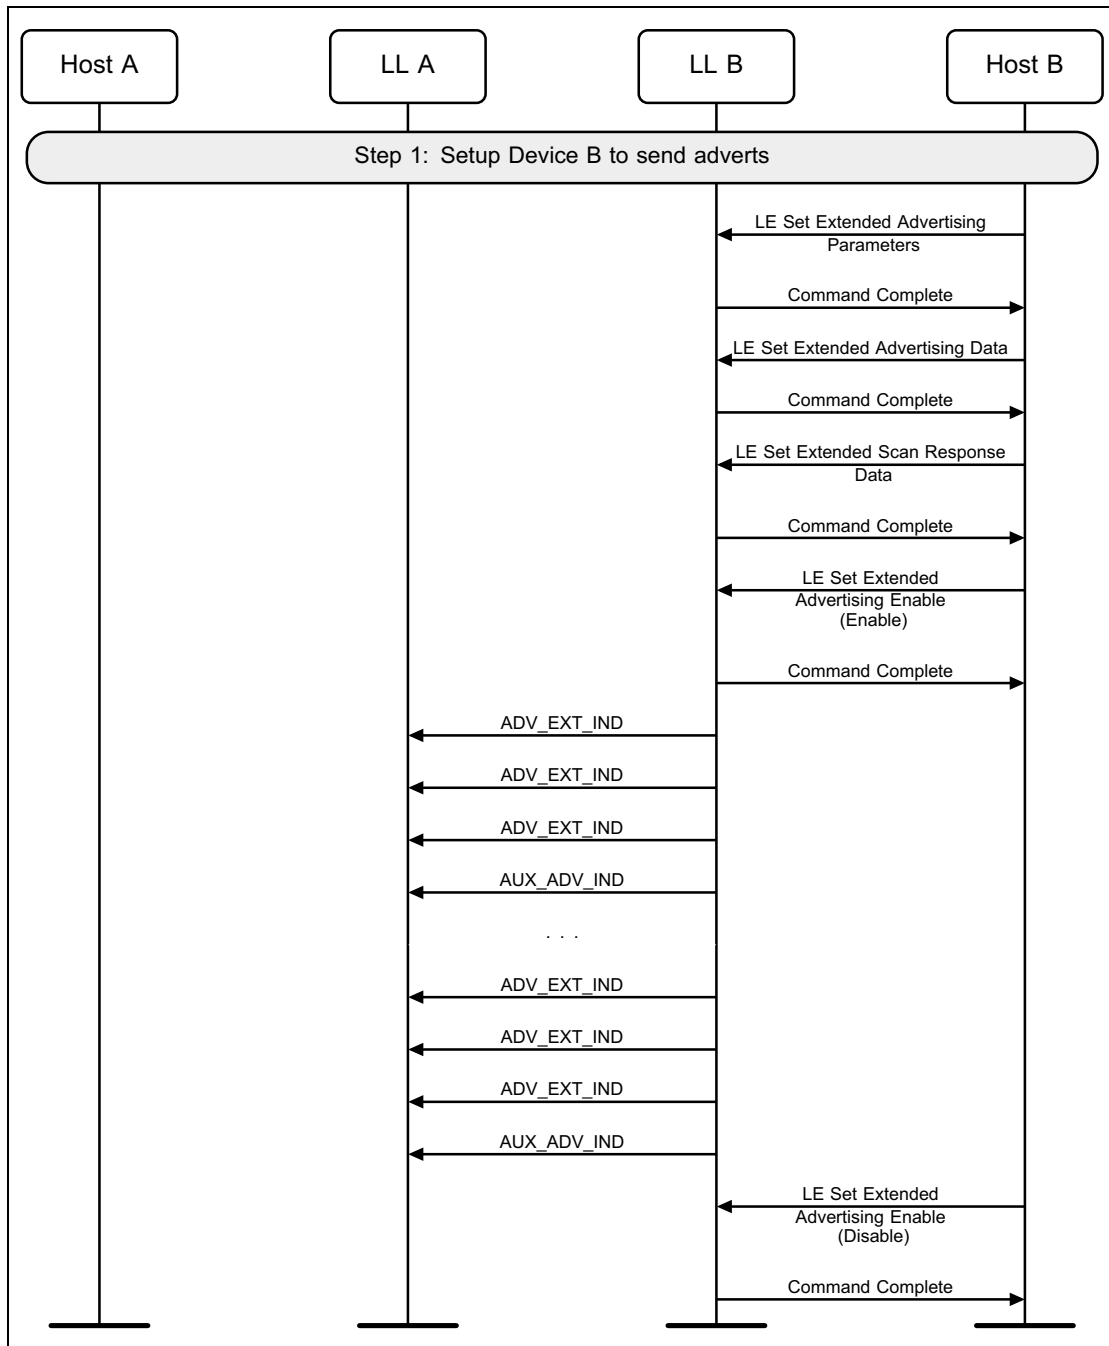 Host A
LL A
LL B
Host B
Step 1: Setup Device B to send adverts
LE Set Extended Advertising
Parameters
Command Complete
LE Set Extended Advertising Data
Command Complete
LE Set Extended Scan Response
Data
Command Complete
LE Set Extended
Advertising Enable
(Enable)
Command Complete
ADV_EXT_IND
ADV_EXT_IND
ADV_EXT_IND
AUX_ADV_IND
. . .
ADV_EXT_IND
ADV_EXT_IND
ADV_EXT_IND
AUX_ADV_IND
LE Set Extended
Advertising Enable
(Disable)
Command Complete